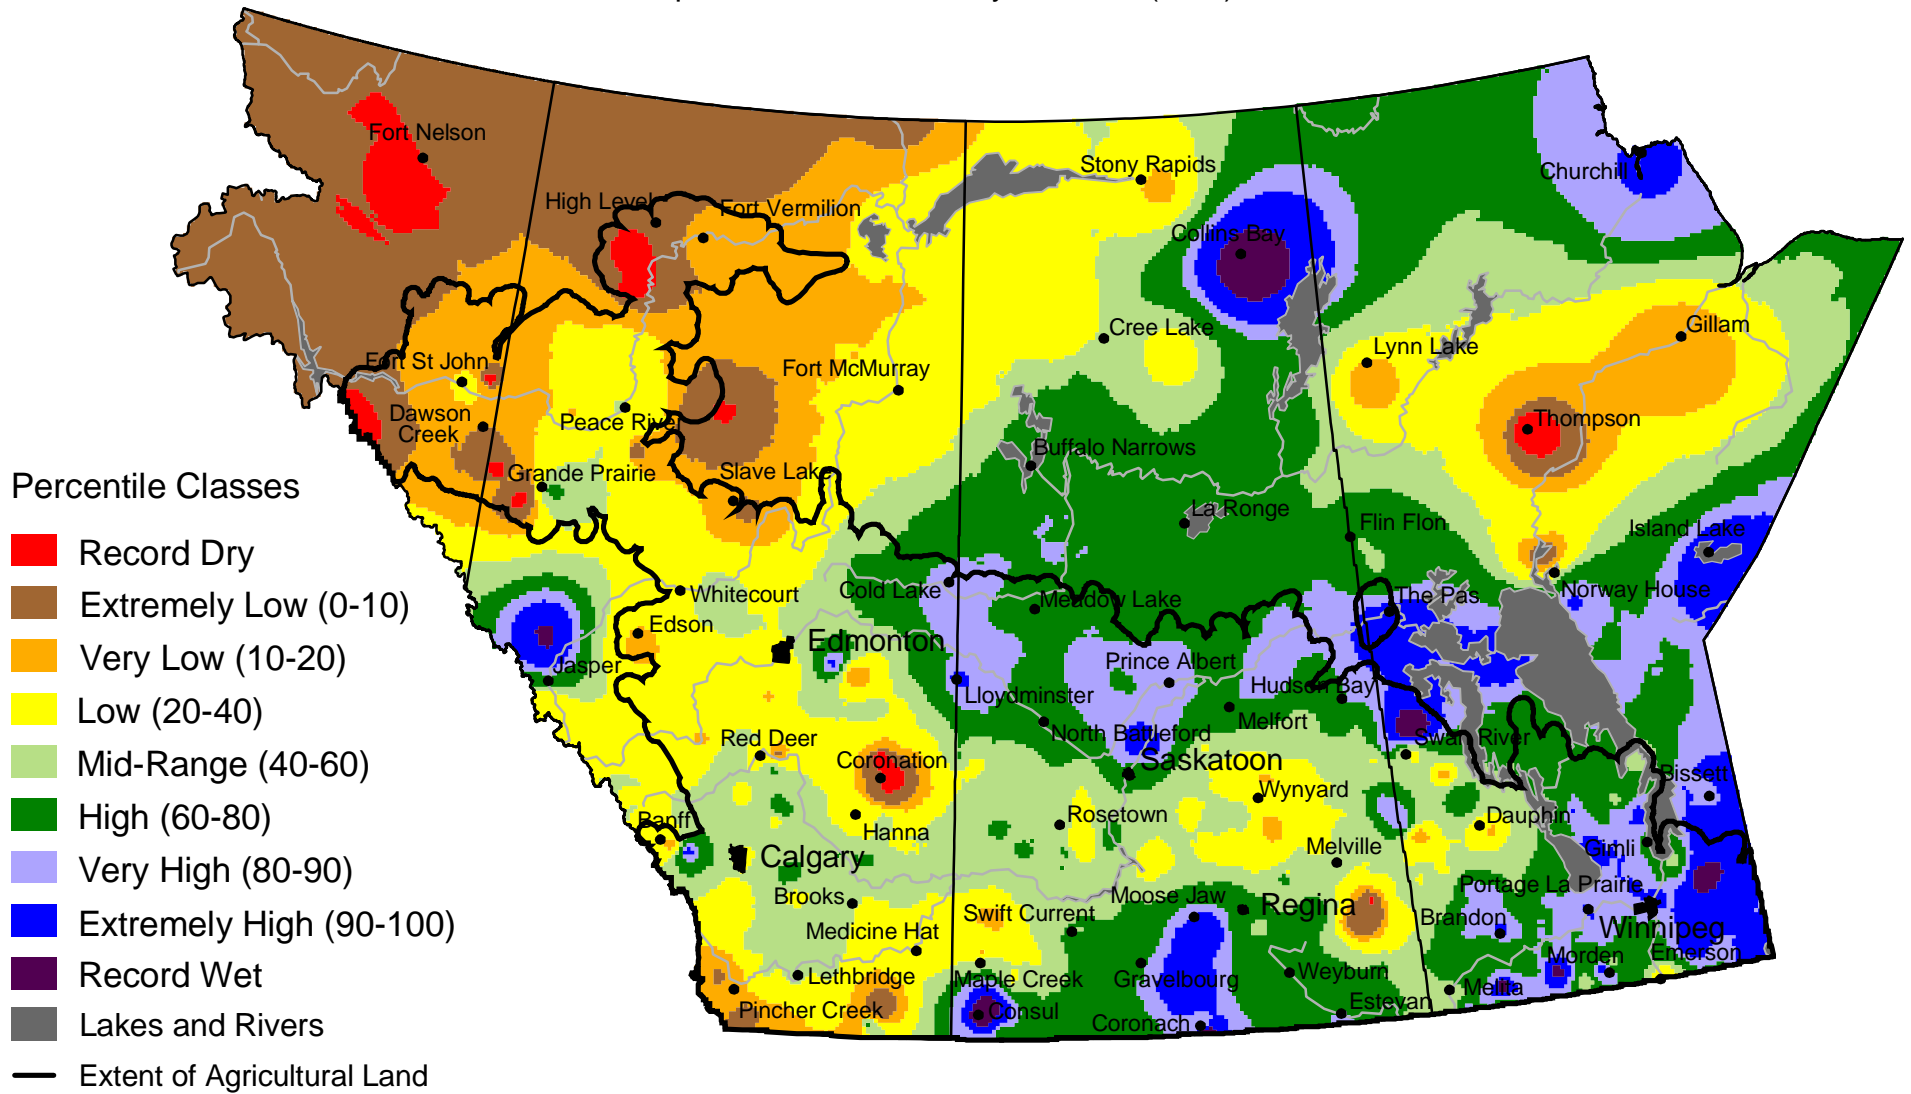 Fort Nelson
Stony Rapids
Churchill
High Level
Fort Vermilion
Collins Bay
Gillam
Cree Lake
Lynn Lake
Fort St John
Fort McMurray
Dawson
Creek
Peace River
Thompson
Buffalo Narrows
Grande Prairie
Slave Lake
La Ronge
Flin Flon
Island Lake
Whitecourt
Cold Lake
Meadow Lake
The Pas
Norway House
Edson
Edmonton
Jasper
Prince Albert
Lloydminster
Hudson Bay
Melfort
North Battleford
Red Deer
Swan River
Coronation
Saskatoon
Bissett
Wynyard
Banff
Hanna
Rosetown
Dauphin
Calgary
Melville
Gimli
Brooks
Moose Jaw
Regina
Portage La Prairie
Swift Current
Brandon
Winnipeg
Medicine Hat
Morden
Emerson
Lethbridge
Maple Creek
Gravelbourg
Weyburn
Melita
Pincher Creek
Consul
Coronach
Estevan
Percentile Classes
Record Dry
Extremely Low (0-10)
Very Low (10-20)
Low (20-40)
Mid-Range (40-60)
High (60-80)
Very High (80-90)
Extremely High (90-100)
Record Wet
Lakes and Rivers
Extent of Agricultural Land